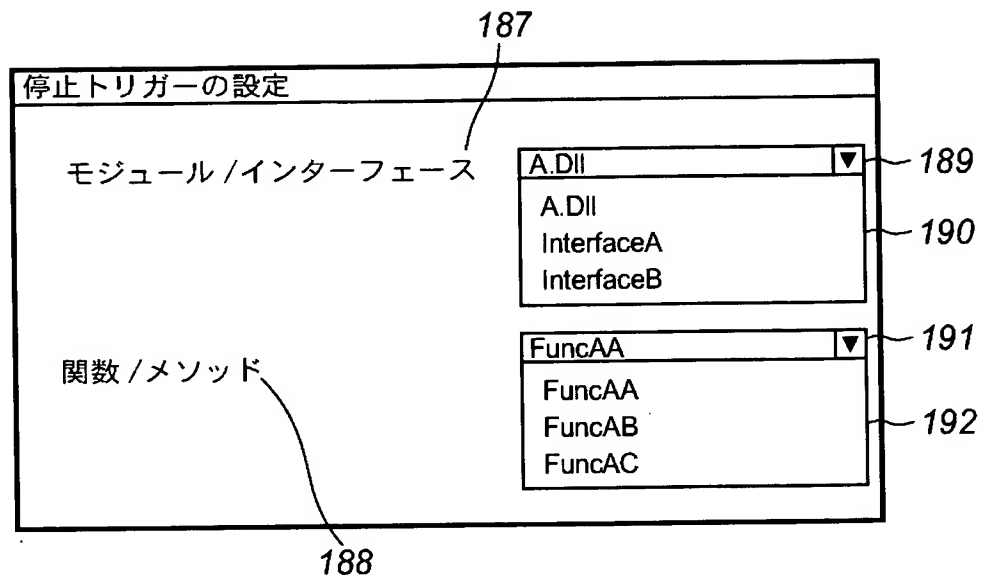 187
停止トリガーの設定
モジュール/インターフェース
A.Dll ▼
189
A.Dll
InterfaceA
190
InterfaceB
関数/メソッド
FuncAA ▼
191
FuncAA
FuncAB
192
FuncAC
188